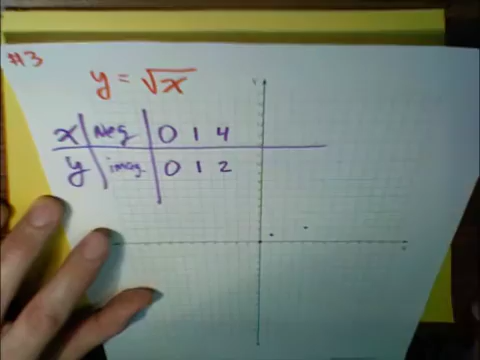 #3
y = √x
x | Neg | 0 1 4
y | imag. | 0 1 2